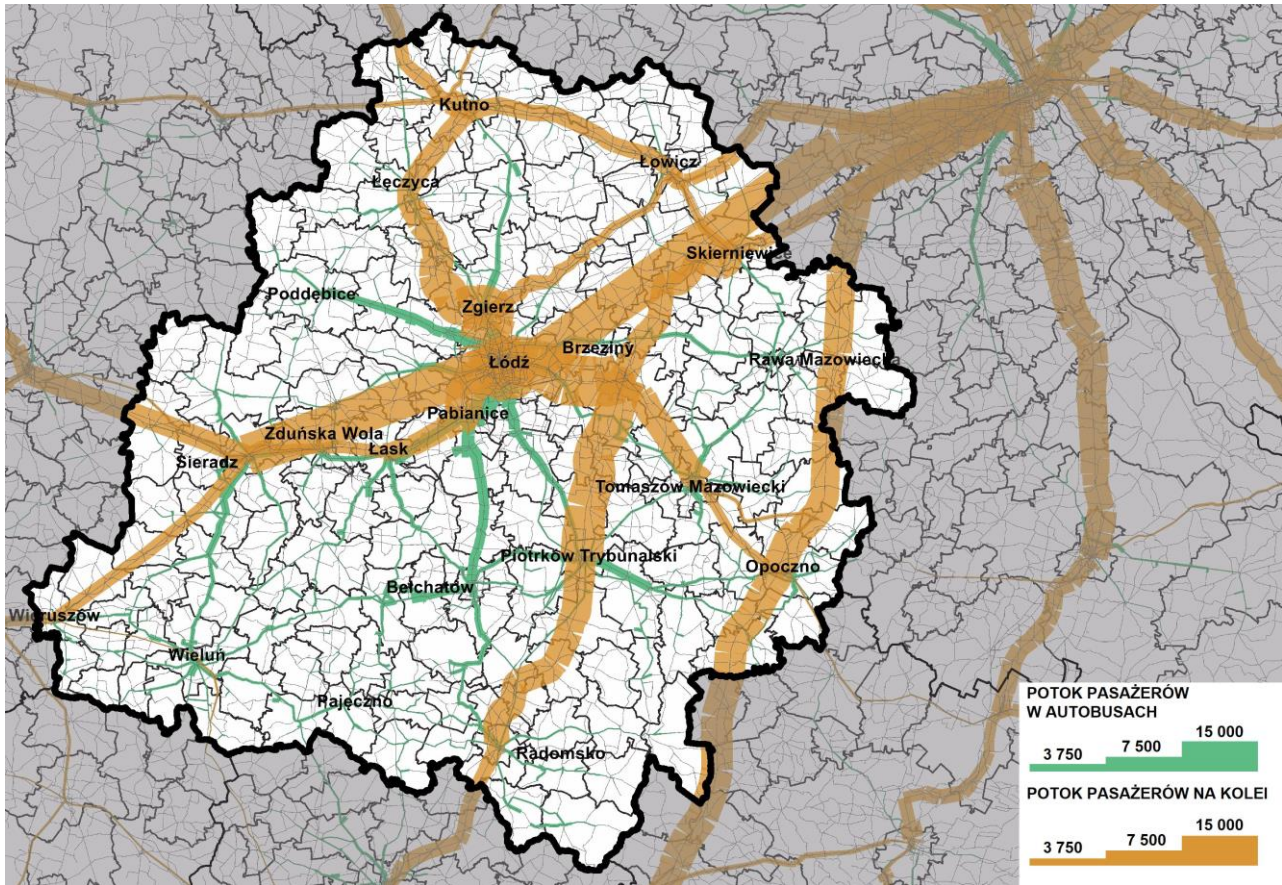 Kutno
Łowicz
Łęczyca
Skierniewice
Poddębice
Zgierz
Brzeziny
Łódź
Rawa Mazowiecka
Pabianice
Zduńska Wola
Łask
Sieradz
Tomaszów Mazowiecki
Piotrków Trybunalski
Opoczno
Bełchatów
Wieruszów
Wieluń
Pajęczno
Radomsko
POTOK PASAŻERÓW
W AUTOBUSACH
3 750 7 500 15 000
POTOK PASAŻERÓW NA KOLEI
3 750 7 500 15 000